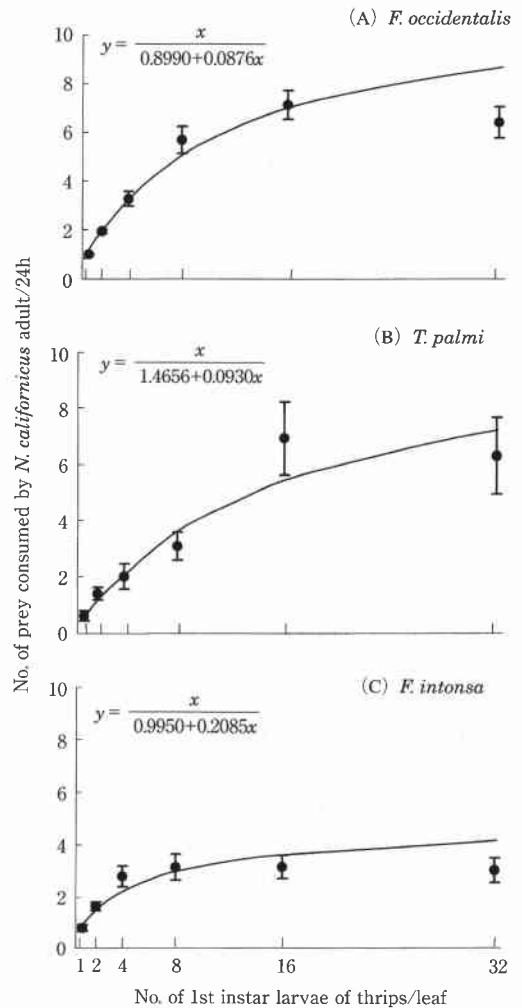 (A) F. occidentalis
10
8
6
4
2
0
y = x / 0.8990+0.0876x
(B) T. palmi
10
8
6
4
2
0
y = x / 1.4656+0.0930x
(C) F. intonsa
10
8
6
4
2
0
y = x / 0.9950+0.2085x
1 2 4 8 16 32
No. of 1st instar larvae of thrips/leaf
No. of prey consumed by N. californicus adult/24h